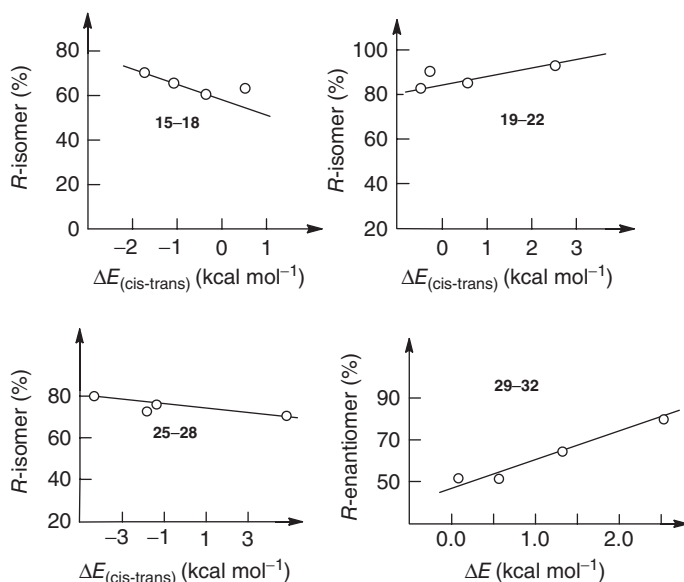 R-isomer (%)
80
60
40
20
0
15–18
−2 −1 0 1
ΔE(cis-trans) (kcal mol−1)
R-isomer (%)
100
80
60
40
20
19–22
0 1 2 3
ΔE(cis-trans) (kcal mol−1)
R-isomer (%)
80
60
40
20
25–28
−3 −1 1 3
ΔE(cis-trans) (kcal mol−1)
R-enantiomer (%)
90
70
50
29–32
0.0 1.0 2.0
ΔE (kcal mol−1)